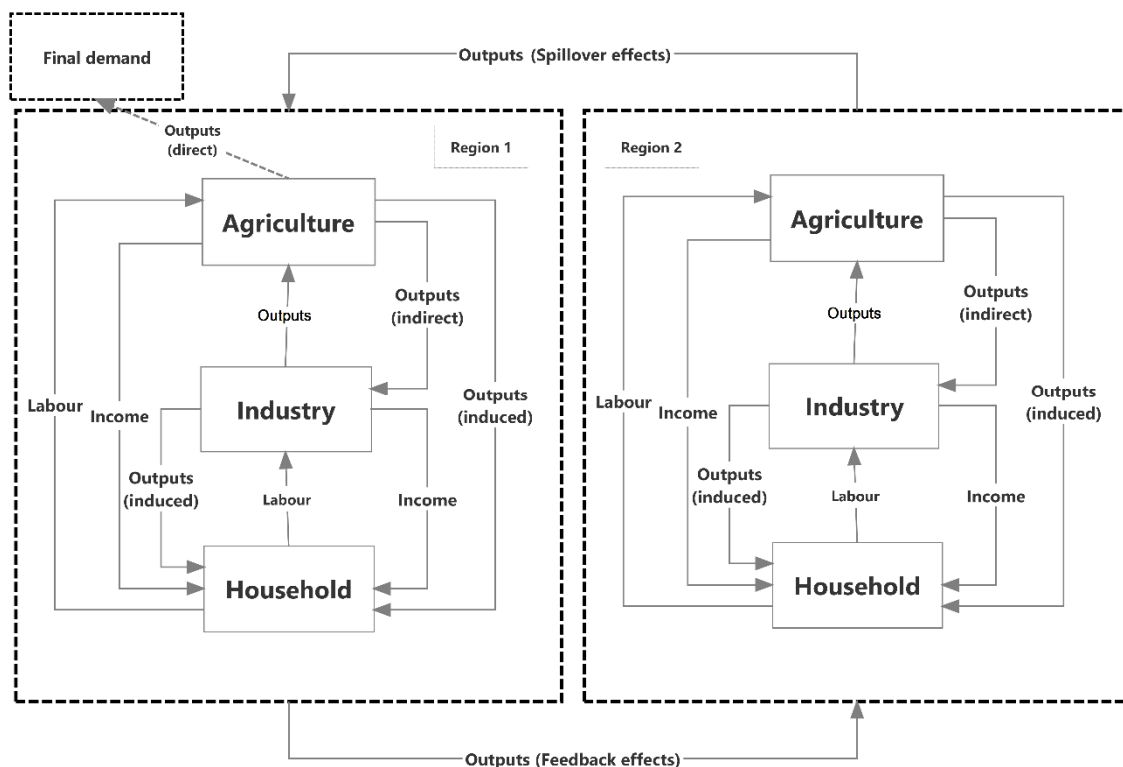 Final demand
Outputs (Spillover effects)
Outputs
(direct)
Region 1
Agriculture
Outputs
(indirect)
Outputs
Industry
Labour
Income
Outputs
(induced)
Outputs
(induced)
Labour
Income
Household
Region 2
Agriculture
Outputs
(indirect)
Outputs
Industry
Labour
Income
Outputs
(induced)
Outputs
(induced)
Labour
Income
Household
Outputs (Feedback effects)